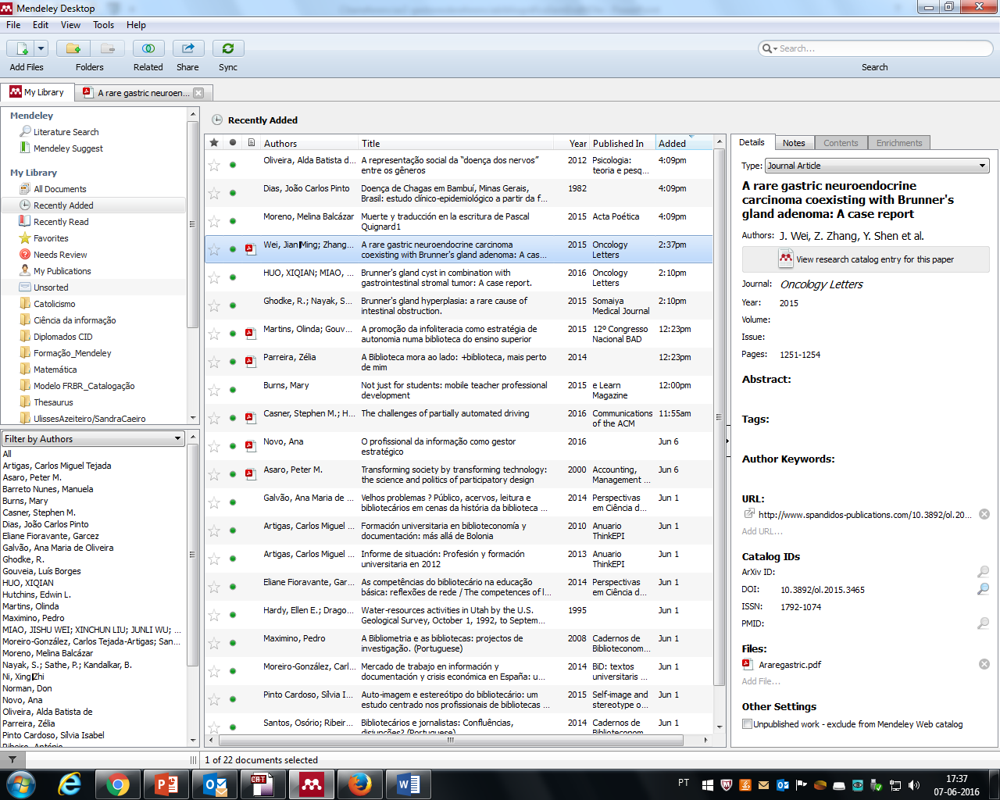 Mendeley Desktop
File Edit View Tools Help
Add Files Folders Related Share Sync
Search...
Search
My Library
A rare gastric neuroen...
Mendeley
Literature Search
Mendeley Suggest
My Library
All Documents
Recently Added
Recently Read
Favorites
Needs Review
My Publications
Unsorted
Catolicismo
Ciência da informação
Diplomados CID
Formação_Mendeley
Matemática
Modelo FRBR_Catalogação
Thesaurus
UlissesAzeiteiro/SandraCaeiro
Filter by Authors
All
Artigas, Carlos Miguel Tejada
Asaro, Peter M.
Barreto Nunes, Manuela
Burns, Mary
Casner, Stephen M.
Dias, João Carlos Pinto
Eliane Fioravante, Garcez
Galvão, Ana Maria de Oliveira
Ghodke, R.
Gouveia, Luís Borges
HUO, XIQIAN
Hutchins, Edwin L.
Martins, Olinda
Maximino, Pedro
MIAO, JISHU WEI; XINCHUN LIU; JUNLI WU; ...
Moreiro-González, Carlos Tejada-Artigas; San...
Moreno, Melina Balcázar
Nayak, S.; Sathe, P.; Kandalkar, B.
Ni, Xing Zhi
Norman, Don
Novo, Ana
Oliveira, Alda Batista de
Parreira, Zélia
Pinto Cardoso, Sílvia Isabel
Ribeiro, António
Recently Added
Authors Title Year Published In Added
Oliveira, Alda Batista d... A representação social da “doença dos nervos” 2012 Psicologia: 4:09pm
entre os gêneros teoria e pesq...
Dias, João Carlos Pinto Doença de Chagas em Bambuí, Minas Gerais, 1982 4:09pm
Brasil: estudo clínico-epidemiológico a partir da f...
Moreno, Melina Balcázar Muerte y traducción en la escritura de Pascal 2015 Acta Poética 4:09pm
Quignard1
Wei, Jian Ming; Zhang... A rare gastric neuroendocrine carcinoma 2015 Oncology 2:37pm
coexisting with Brunner's gland adenoma: A cas... Letters
HUO, XIQIAN; MIAO, ... Brunner's gland cyst in combination with 2016 Oncology 2:10pm
gastrointestinal stromal tumor: A case report. Letters
Ghodke, R.; Nayak, S... Brunner's gland hyperplasia: a rare cause of 2015 Somaiya 2:10pm
intestinal obstruction. Medical Journal
Martins, Olinda; Gouv... A promoção da infoliteracia como estratégia de 2015 12º Congresso 12:23pm
autonomia numa biblioteca do ensino superior Nacional BAD
Parreira, Zélia A Biblioteca mora ao lado: +biblioteca, mais perto 2014 12:23pm
de mim
Burns, Mary Not just for students: mobile teacher professional 2015 e Learn 12:00pm
development Magazine
Casner, Stephen M.; H... The challenges of partially automated driving 2016 Communications 11:55am
of the ACM
Novo, Ana O profissional da informação como gestor 2016 Jun 6
estratégico
Asaro, Peter M. Transforming society by transforming technology: 2000 Accounting, Jun 6
the science and politics of participatory design Management ...
Galvão, Ana Maria de ... Velhos problemas ? Público, acervos, leitura e 2014 Perspectivas Jun 1
bibliotecários em cenas da história da biblioteca ... em Ciência d...
Artigas, Carlos Miguel ... Formación universitaria en biblioteconomía y 2010 Anuario Jun 1
documentación: más allá de Bolonia ThinkEPI
Artigas, Carlos Miguel ... Informe de situación: Profesión y formación 2013 Anuario Jun 1
universitaria en 2012 ThinkEPI
Eliane Fioravante, Gar... As competências do bibliotecário na educação 2014 Perspectivas Jun 1
básica: reflexões de rede / The competences of l... em Ciência d...
Hardy, Ellen E.; Drago... Water-resources activities in Utah by the U.S. 1995 Jun 1
Geological Survey, October 1, 1992, to Septem...
Maximino, Pedro A Bibliometria e as bibliotecas: projectos de 2008 Cadernos de Jun 1
investigação. (Portuguese) Biblioteconom...
Moreiro-González, Carl... Mercado de trabajo en información y 2014 BiD: textos Jun 1
documentación y crisis económica en España: u... universitaris ...
Pinto Cardoso, Sílvia I... Auto-imagem e estereótipo do bibliotecário: um 2015 Self-image and Jun 1
estudo centrado nos profissionais de bibliotecas ... stereotype o...
Santos, Osório; Ribeir... Bibliotecários e jornalistas: Confluências, 2014 Cadernos de Jun 1
disjunções? (Portuguese) Biblioteconom...
Details Notes Contents Enrichments
Type: Journal Article
A rare gastric neuroendocrine
carcinoma coexisting with Brunner's
gland adenoma: A case report
Authors: J. Wei, Z. Zhang, Y. Shen et al.
View research catalog entry for this paper
Journal: Oncology Letters
Year: 2015
Volume:
Issue:
Pages: 1251-1254
Abstract:
Tags:
Author Keywords:
URL:
http://www.spandidos-publications.com/10.3892/ol.20...
Add URL...
Catalog IDs
ArXiv ID:
DOI: 10.3892/ol.2015.3465
ISSN: 1792-1074
PMID:
Files:
Araregastric.pdf
Add File...
Other Settings
Unpublished work - exclude from Mendeley Web catalog
1 of 22 documents selected
PT
17:37
07-06-2016